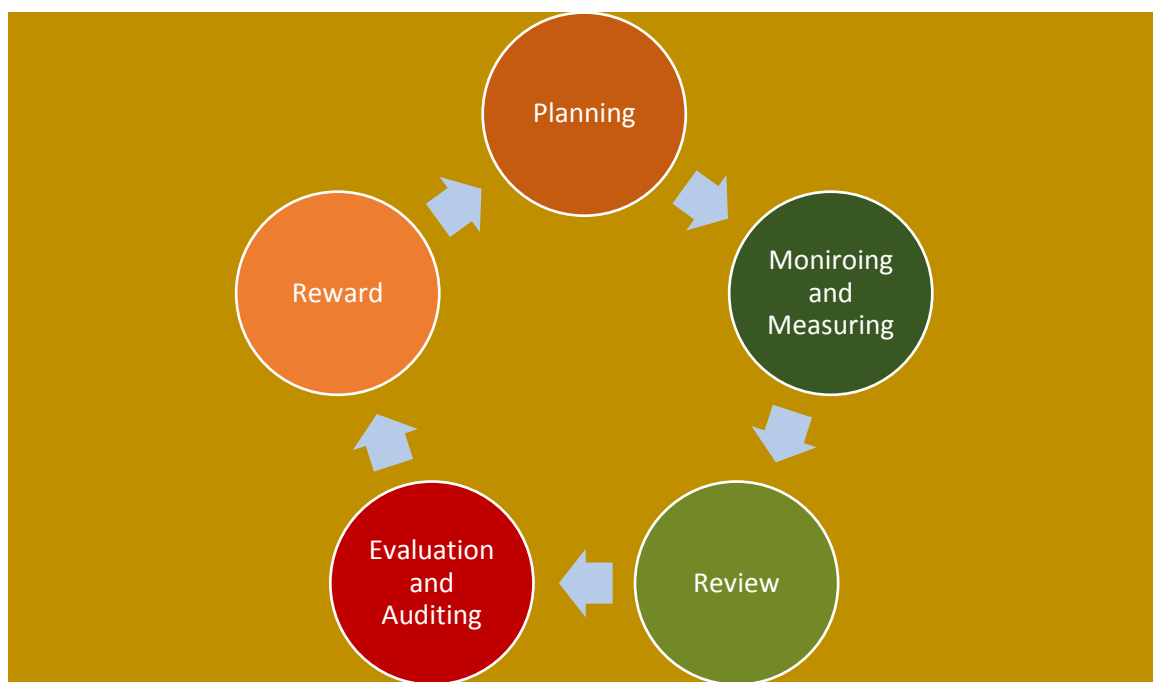 Planning
Moniroing
and
Measuring
Review
Evaluation
and
Auditing
Reward